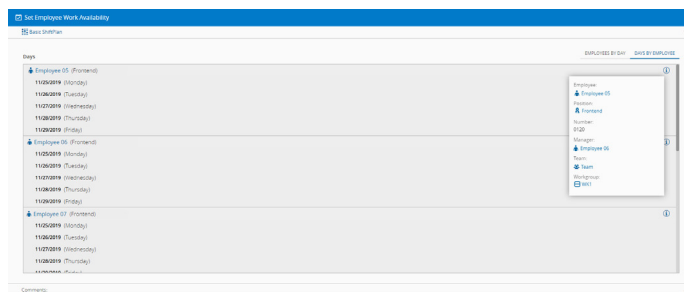 Set Employee Work Availability
Basic ShiftPlan
EMPLOYEES BY DAY
DAYS BY EMPLOYEE
Days
Employee 05 (Frontend)
11/25/2019 (Monday)
11/26/2019 (Tuesday)
11/27/2019 (Wednesday)
11/28/2019 (Thursday)
11/29/2019 (Friday)
Employee 06 (Frontend)
11/25/2019 (Monday)
11/26/2019 (Tuesday)
11/27/2019 (Wednesday)
11/28/2019 (Thursday)
11/29/2019 (Friday)
Employee 07 (Frontend)
11/25/2019 (Monday)
11/26/2019 (Tuesday)
11/27/2019 (Wednesday)
11/28/2019 (Thursday)
11/29/2019 (Friday)
Employee:
Employee 05
Position:
Frontend
Number:
0120
Manager:
Employee 06
Team:
Team
Workgroup:
WG1
Comments: